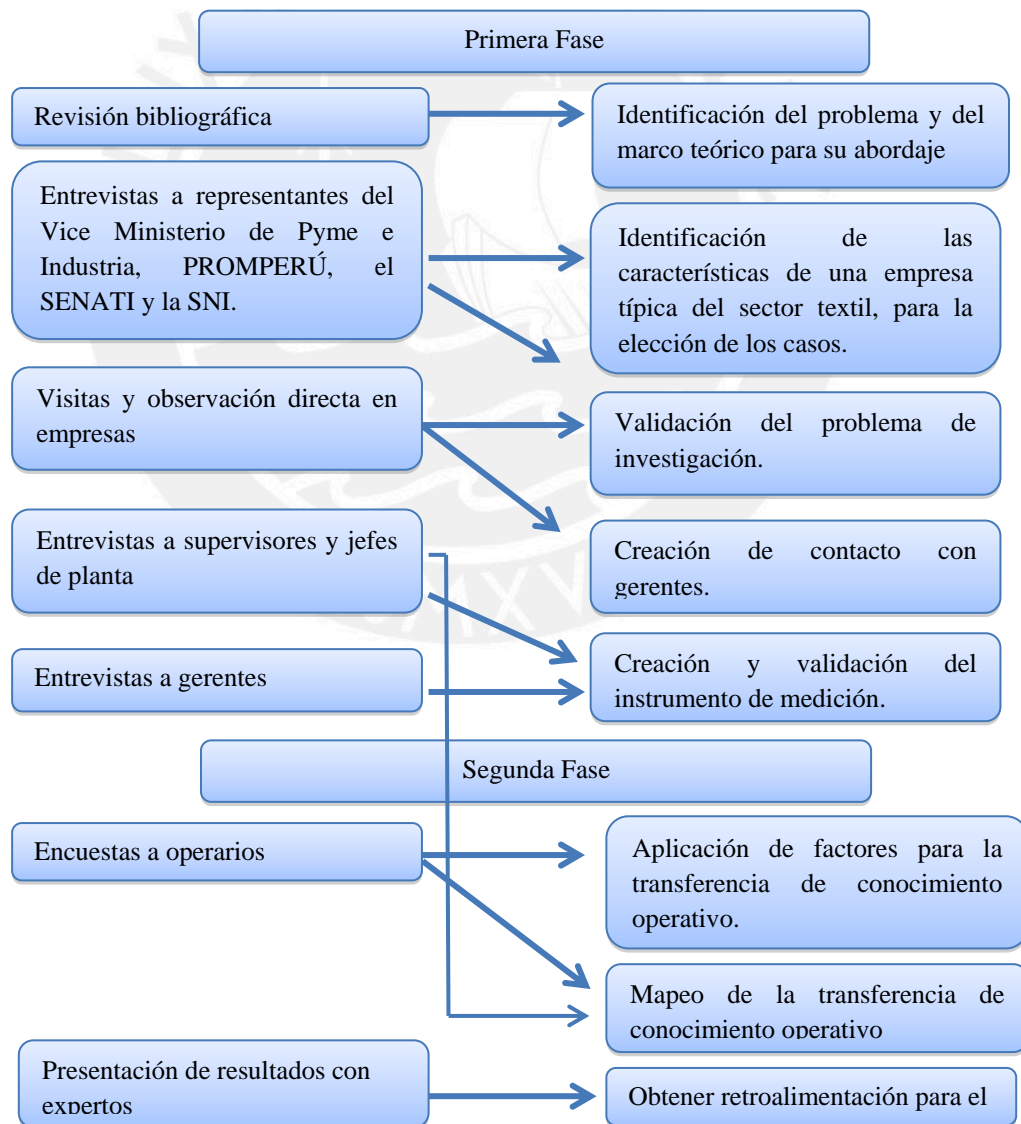 Primera Fase
Revisión bibliográfica
Identificación del problema y del
marco teórico para su abordaje
Entrevistas a representantes del
Vice Ministerio de Pyme e
Industria, PROMPERÚ, el
SENATI y la SNI.
Identificación de las
características de una empresa
típica del sector textil, para la
elección de los casos.
Visitas y observación directa en
empresas
Validación del problema de
investigación.
Entrevistas a supervisores y jefes
de planta
Creación de contacto con
gerentes.
Entrevistas a gerentes
Creación y validación del
instrumento de medición.
Segunda Fase
Encuestas a operarios
Aplicación de factores para la
transferencia de conocimiento
operativo.
Mapeo de la transferencia de
conocimiento operativo
Presentación de resultados con
expertos
Obtener retroalimentación para el